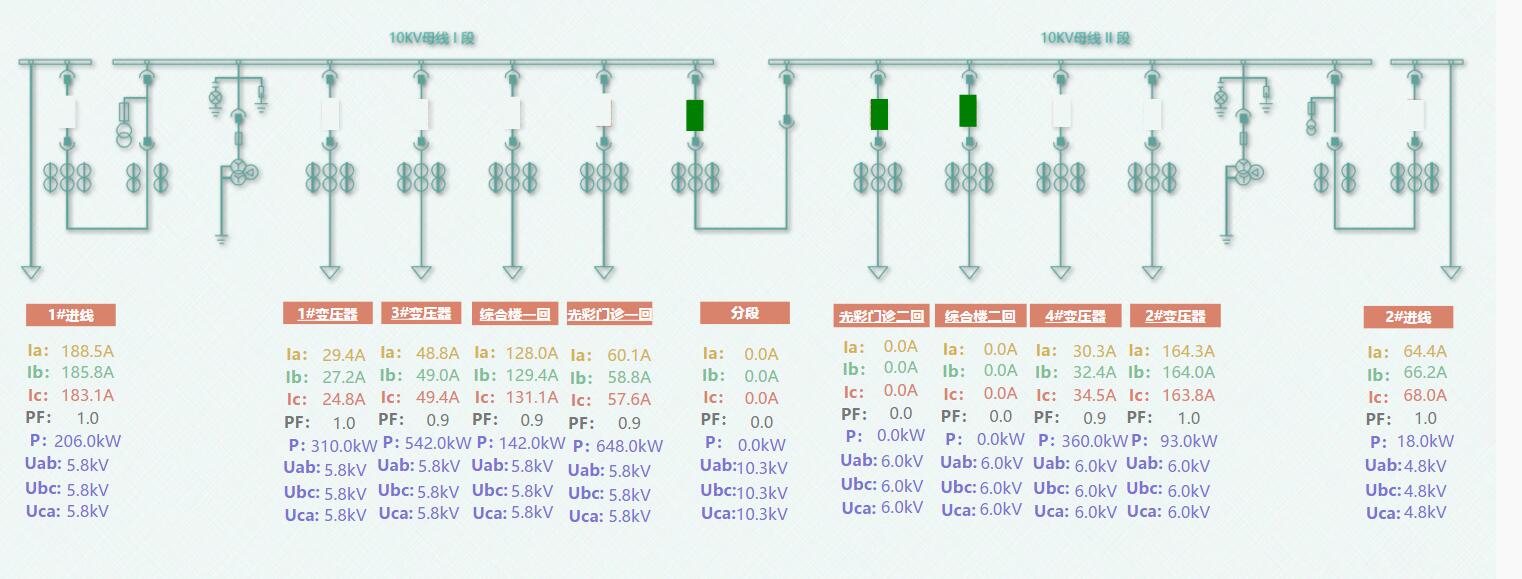 10KV母线 I 段
10KV母线 II 段
1#进线
Ia: 188.5A
Ib: 185.8A
Ic: 183.1A
PF: 1.0
P: 206.0kW
Uab: 5.8kV
Ubc: 5.8kV
Uca: 5.8kV
1#变压器
Ia: 29.4A
Ib: 27.2A
Ic: 24.8A
PF: 1.0
P: 310.0kW
Uab: 5.8kV
Ubc: 5.8kV
Uca: 5.8kV
3#变压器
Ia: 48.8A
Ib: 49.0A
Ic: 49.4A
PF: 0.9
P: 542.0kW
Uab: 5.8kV
Ubc: 5.8kV
Uca: 5.8kV
综合楼一回
Ia: 128.0A
Ib: 129.4A
Ic: 131.1A
PF: 0.9
P: 142.0kW
Uab: 5.8kV
Ubc: 5.8kV
Uca: 5.8kV
光彩门诊一回
Ia: 60.1A
Ib: 58.8A
Ic: 57.6A
PF: 0.9
P: 648.0kW
Uab: 5.8kV
Ubc: 5.8kV
Uca: 5.8kV
分段
Ia: 0.0A
Ib: 0.0A
Ic: 0.0A
PF: 0.0
P: 0.0kW
Uab:10.3kV
Ubc:10.3kV
Uca:10.3kV
光彩门诊二回
Ia: 0.0A
Ib: 0.0A
Ic: 0.0A
PF: 0.0
P: 0.0kW
Uab: 6.0kV
Ubc: 6.0kV
Uca: 6.0kV
综合楼二回
Ia: 0.0A
Ib: 0.0A
Ic: 0.0A
PF: 0.0
P: 0.0kW
Uab: 6.0kV
Ubc: 6.0kV
Uca: 6.0kV
4#变压器
Ia: 30.3A
Ib: 32.4A
Ic: 34.5A
PF: 0.9
P: 360.0kW
Uab: 6.0kV
Ubc: 6.0kV
Uca: 6.0kV
2#变压器
Ia: 164.3A
Ib: 164.0A
Ic: 163.8A
PF: 1.0
P: 93.0kW
Uab: 6.0kV
Ubc: 6.0kV
Uca: 6.0kV
2#进线
Ia: 64.4A
Ib: 66.2A
Ic: 68.0A
PF: 1.0
P: 18.0kW
Uab: 4.8kV
Ubc: 4.8kV
Uca: 4.8kV